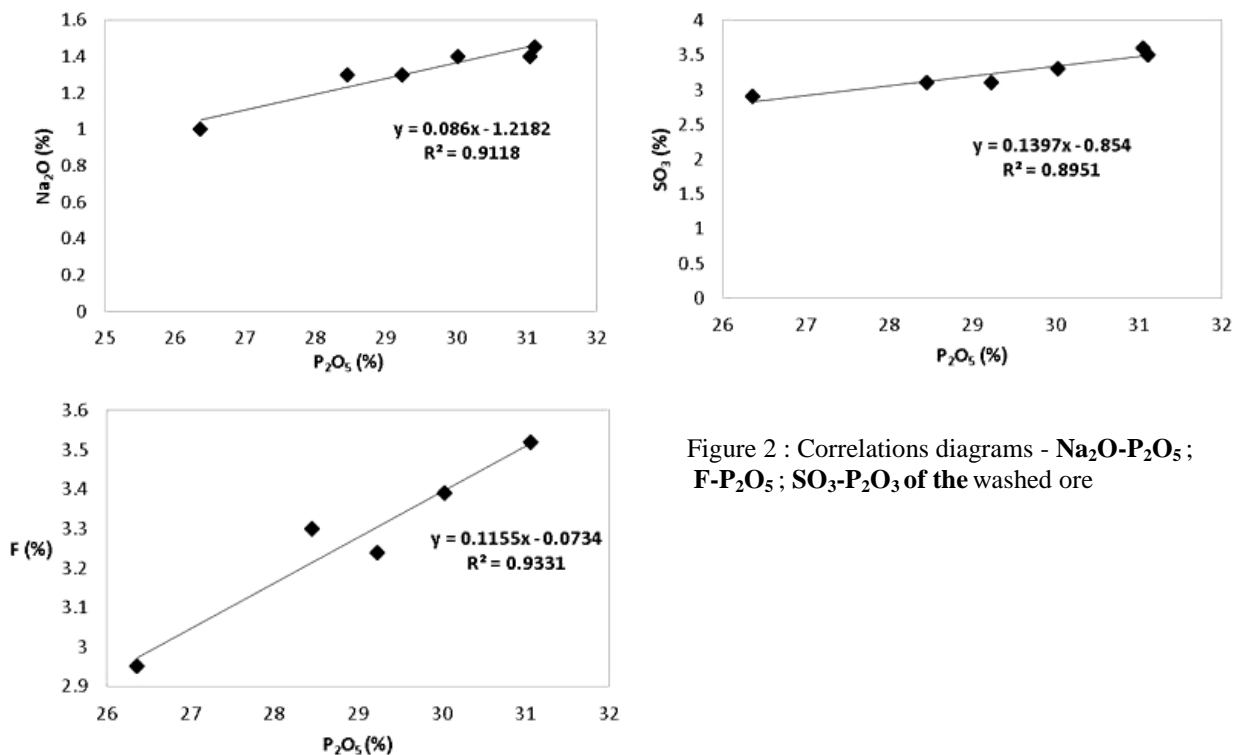 1.6
1.4
1.2
1
0.8
0.6
0.4
0.2
0
Na₂O (%)
y = 0.086x - 1.2182
R² = 0.9118
25 26 27 28 29 30 31 32
P₂O₅ (%)
4
3.5
3
2.5
2
1.5
1
0.5
0
SO₃ (%)
y = 0.1397x - 0.854
R² = 0.8951
26 27 28 29 30 31 32
P₂O₅ (%)
3.6
3.5
3.4
3.3
3.2
3.1
3
2.9
F (%)
y = 0.1155x - 0.0734
R² = 0.9331
26 27 28 29 30 31 32
P₂O₅ (%)
Figure 2 : Correlations diagrams - Na₂O-P₂O₅ ;
F-P₂O₅ ; SO₃-P₂O₃ of the washed ore